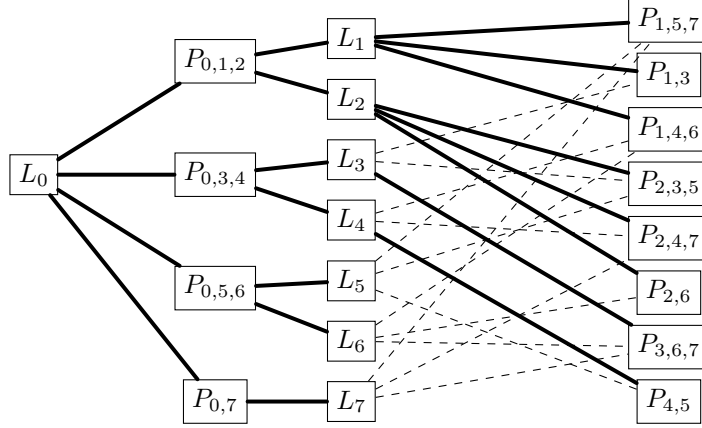 L_0
P_{0,1,2}
P_{0,3,4}
P_{0,5,6}
P_{0,7}
L_1
L_2
L_3
L_4
L_5
L_6
L_7
P_{1,5,7}
P_{1,3}
P_{1,4,6}
P_{2,3,5}
P_{2,4,7}
P_{2,6}
P_{3,6,7}
P_{4,5}